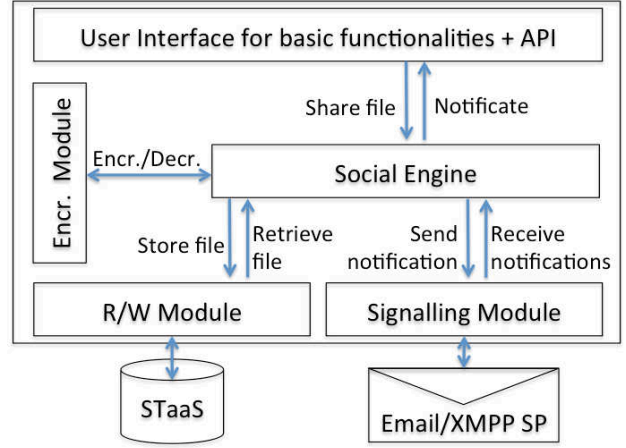 User Interface for basic functionalities + API
Share file
Notificate
Encr. Module
Encr./Decr.
Social Engine
Store file
Retrieve
file
Send
notification
Receive
notifications
R/W Module
Signalling Module
STaaS
Email/XMPP SP